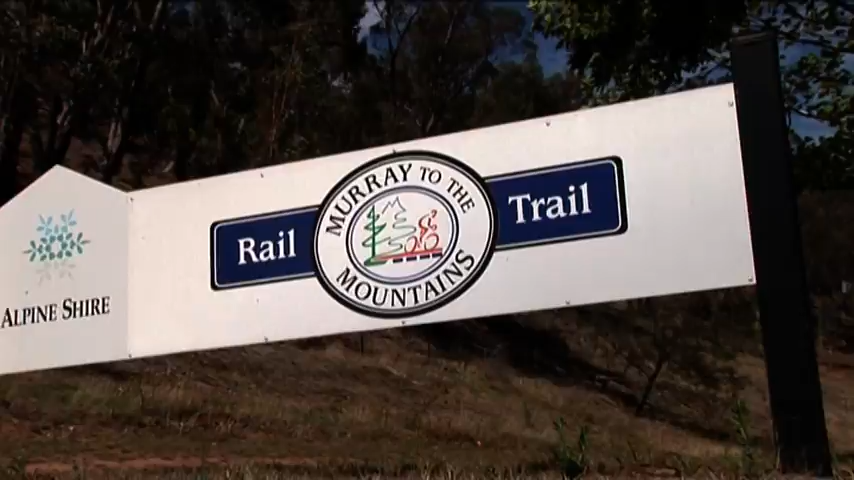 ALPINE SHIRE
Rail
MURRAY TO THE
MOUNTAINS
Trail